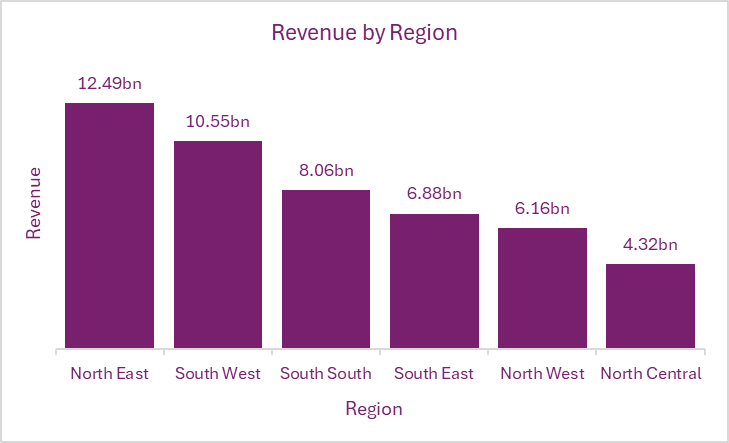 Revenue by Region
12.49bn
10.55bn
8.06bn
6.88bn
6.16bn
4.32bn
Revenue
North East
South West
South South
South East
North West
North Central
Region